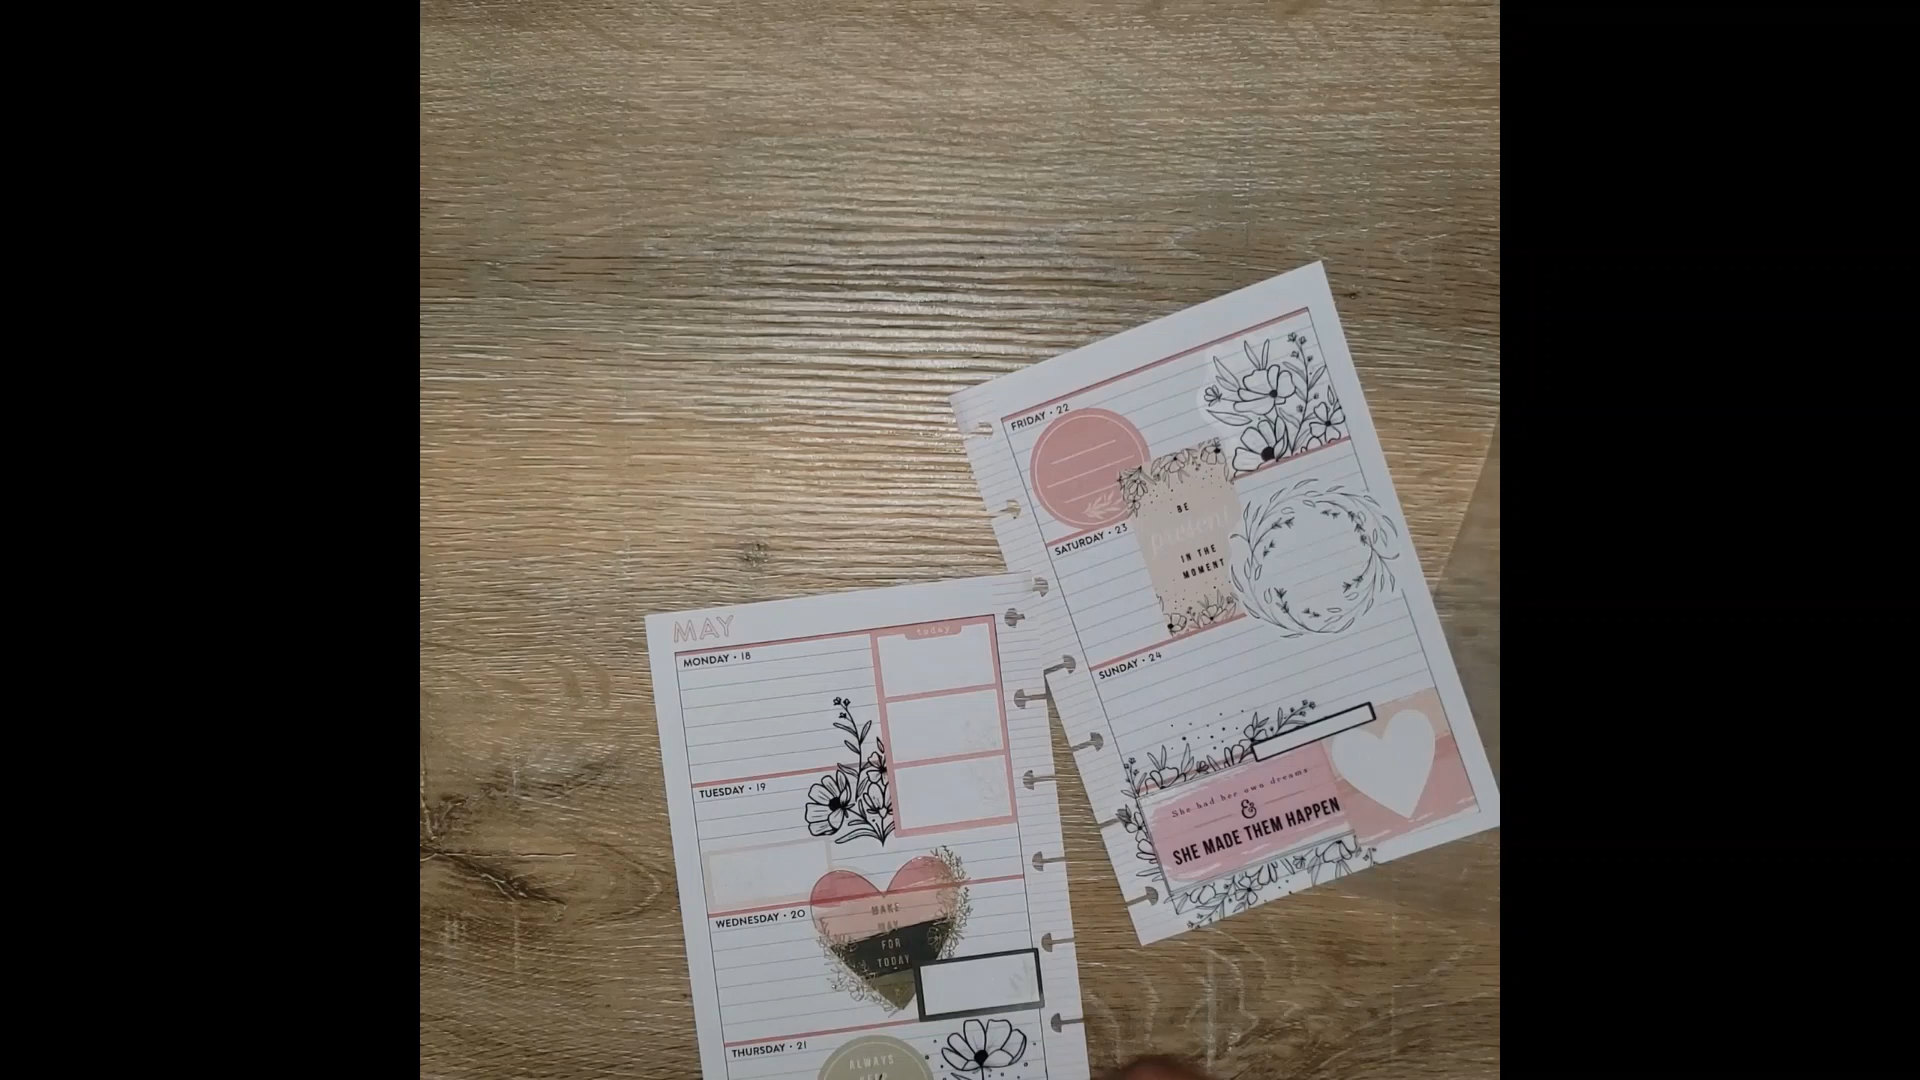 MAY
MONDAY • 18
today
TUESDAY • 19
WEDNESDAY • 20
MAKE
WAY
FOR
TODAY
THURSDAY • 21
ALWAYS
FRIDAY • 22
SATURDAY • 23
BE
present
IN THE
MOMENT
SUNDAY • 24
She had her own dreams
&
SHE MADE THEM HAPPEN